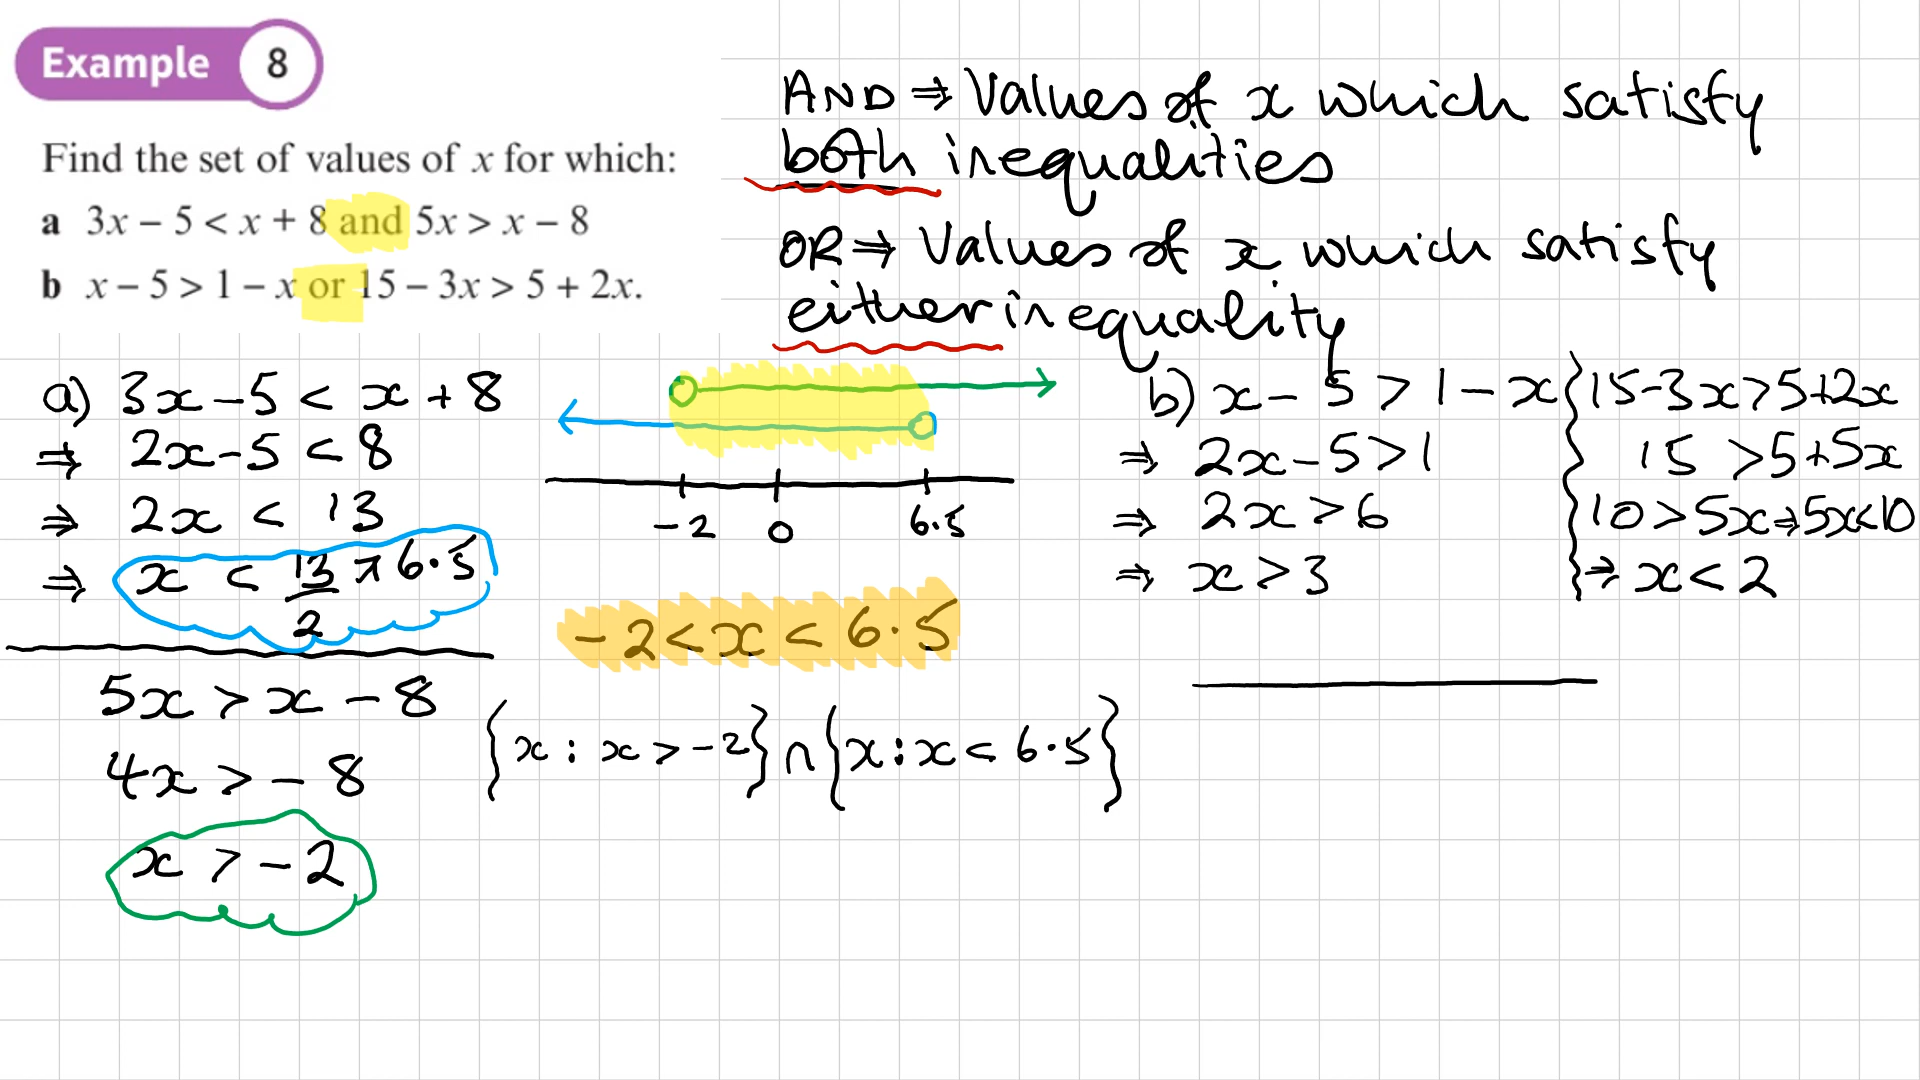 Example 8
Find the set of values of x for which:
a 3x − 5 < x + 8 and 5x > x − 8
b x − 5 > 1 − x or 15 − 3x > 5 + 2x.
AND ⇒ Values of x which satisfy
both inequalities
OR ⇒ Values of x which satisfy
either inequality
a) 3x − 5 < x + 8
⇒ 2x − 5 < 8
⇒ 2x < 13
⇒ x < 13/2 > 6.5
5x > x − 8
4x > − 8
x > − 2
−2 0 6.5
−2 < x < 6.5
{x : x > −2} ∩ {x : x < 6.5}
b) x − 5 > 1 − x
⇒ 2x − 5 > 1
⇒ 2x > 6
⇒ x > 3
15 − 3x > 5 + 2x
15 > 5 + 5x
10 > 5x ⇒ 5x < 10
⇒ x < 2